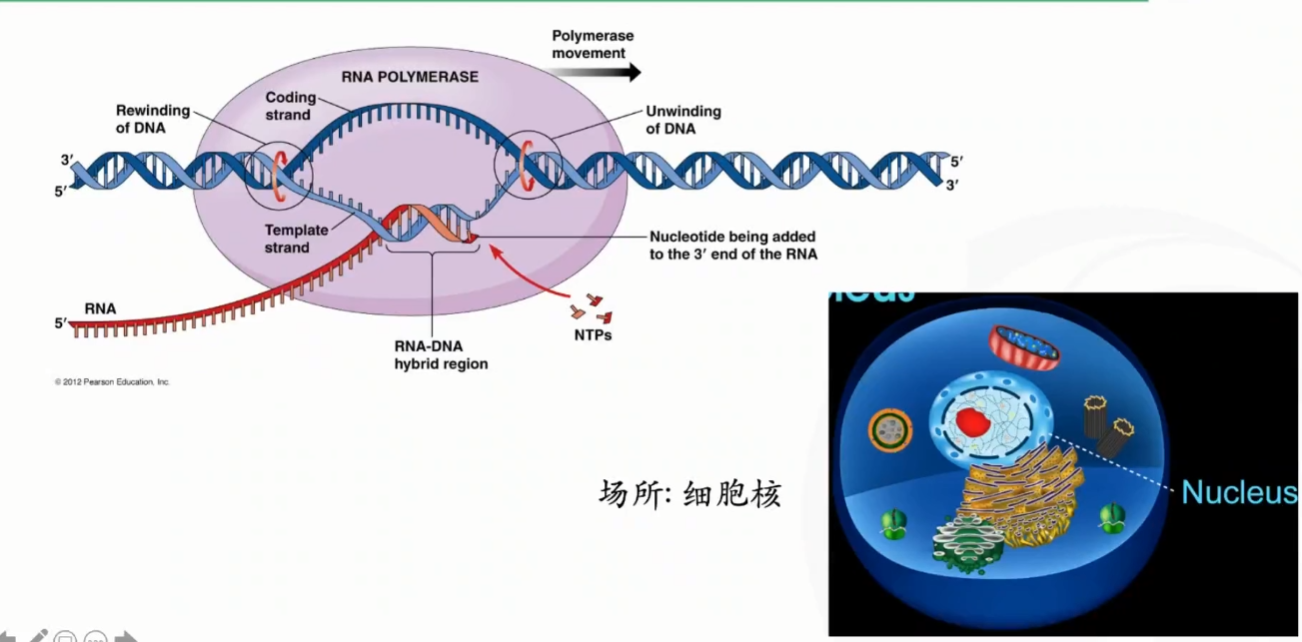 Polymerase
movement
RNA POLYMERASE
Coding
strand
Rewinding
of DNA
Unwinding
of DNA
3′
5′
5′
3′
Template
strand
Nucleotide being added
to the 3′ end of the RNA
RNA
5′
NTPs
RNA-DNA
hybrid region
© 2012 Pearson Education, Inc.
场所: 细胞核
Nucleus